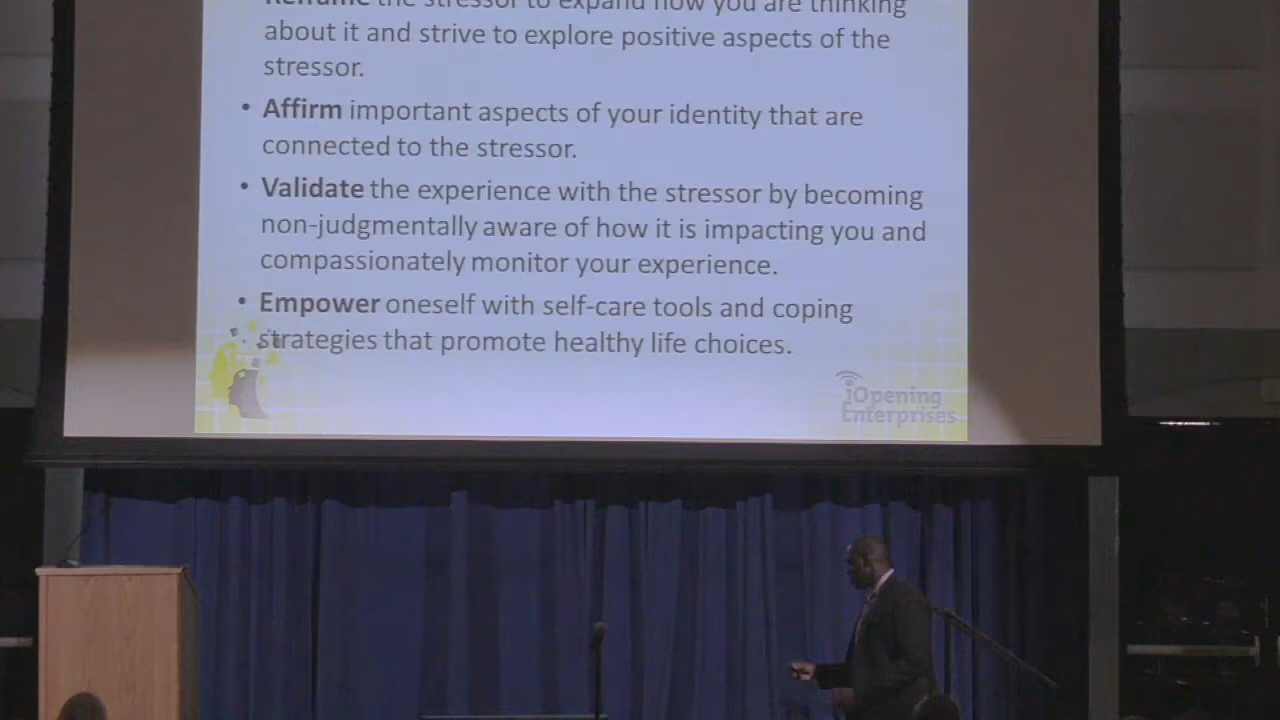 Reframe the stressor to expand how you are thinking
about it and strive to explore positive aspects of the
stressor.
• Affirm important aspects of your identity that are
connected to the stressor.
• Validate the experience with the stressor by becoming
non-judgmentally aware of how it is impacting you and
compassionately monitor your experience.
• Empower oneself with self-care tools and coping
strategies that promote healthy life choices.
iOpening
Enterprises